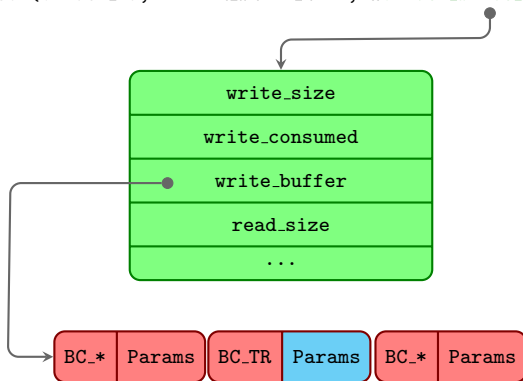 write_size
write_consumed
write_buffer
read_size
...
BC_* Params BC_TR Params BC_* Params